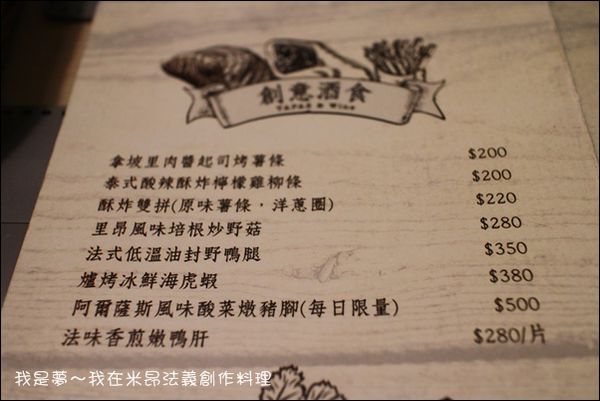 創意酒食
Tapas & Wine
拿坡里肉醬起司烤薯條 $200
泰式酸辣酥炸檸檬雞柳條 $200
酥炸雙拼(原味薯條，洋蔥圈) $220
里昂風味培根炒野菇 $280
法式低溫油封野鴨腿 $350
爐烤冰鮮海虎蝦 $380
阿爾薩斯風味酸菜燉豬腳(每日限量) $500
法味香煎嫩鴨肝 $280/片
我是夢～我在米昂法義創作料理